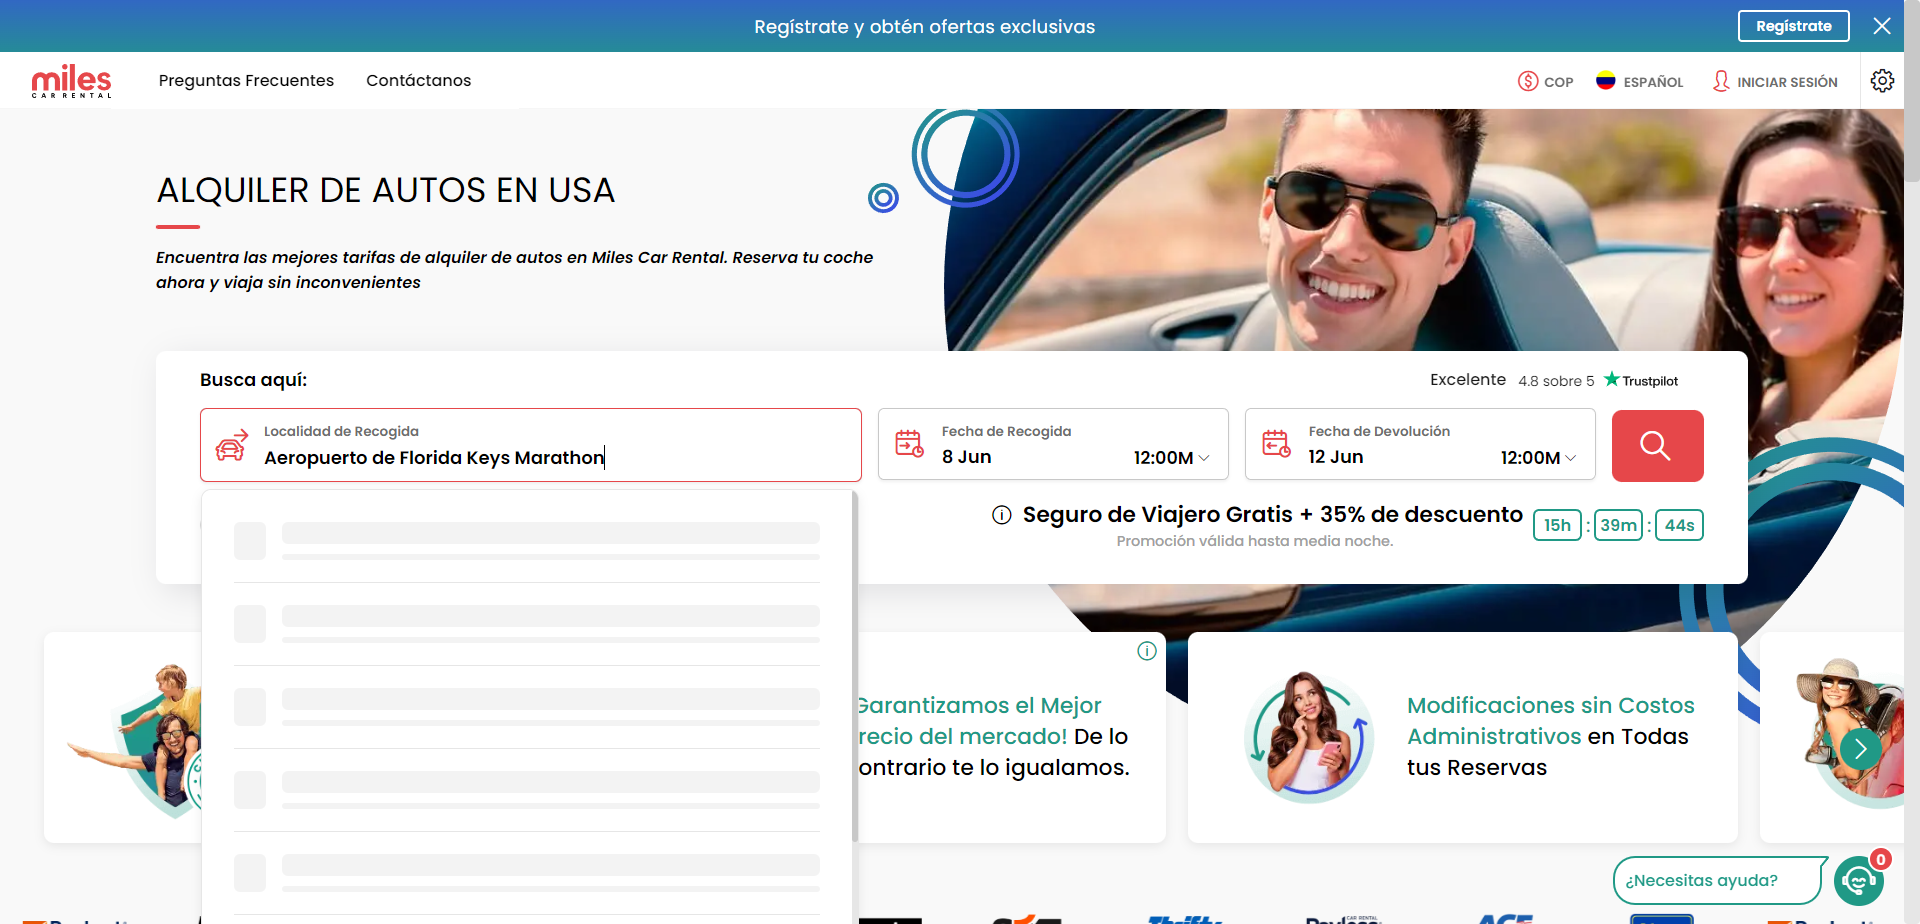 Regístrate y obtén ofertas exclusivas
Regístrate
miles
CAR RENTAL
Preguntas Frecuentes
Contáctanos
COP
ESPAÑOL
INICIAR SESIÓN
ALQUILER DE AUTOS EN USA
Encuentra las mejores tarifas de alquiler de autos en Miles Car Rental. Reserva tu coche
ahora y viaja sin inconvenientes
Busca aquí:
Excelente 4.8 sobre 5 Trustpilot
Localidad de Recogida
Aeropuerto de Florida Keys Marathon
Fecha de Recogida
8 Jun 12:00M
Fecha de Devolución
12 Jun 12:00M
Seguro de Viajero Gratis + 35% de descuento
Promoción válida hasta media noche.
15h : 39m : 44s
Garantizamos el Mejor
recio del mercado! De lo
ontrario te lo igualamos.
Modificaciones sin Costos
Administrativos en Todas
tus Reservas
¿Necesitas ayuda?
0
Thrifty
CAR RENTAL
ACE